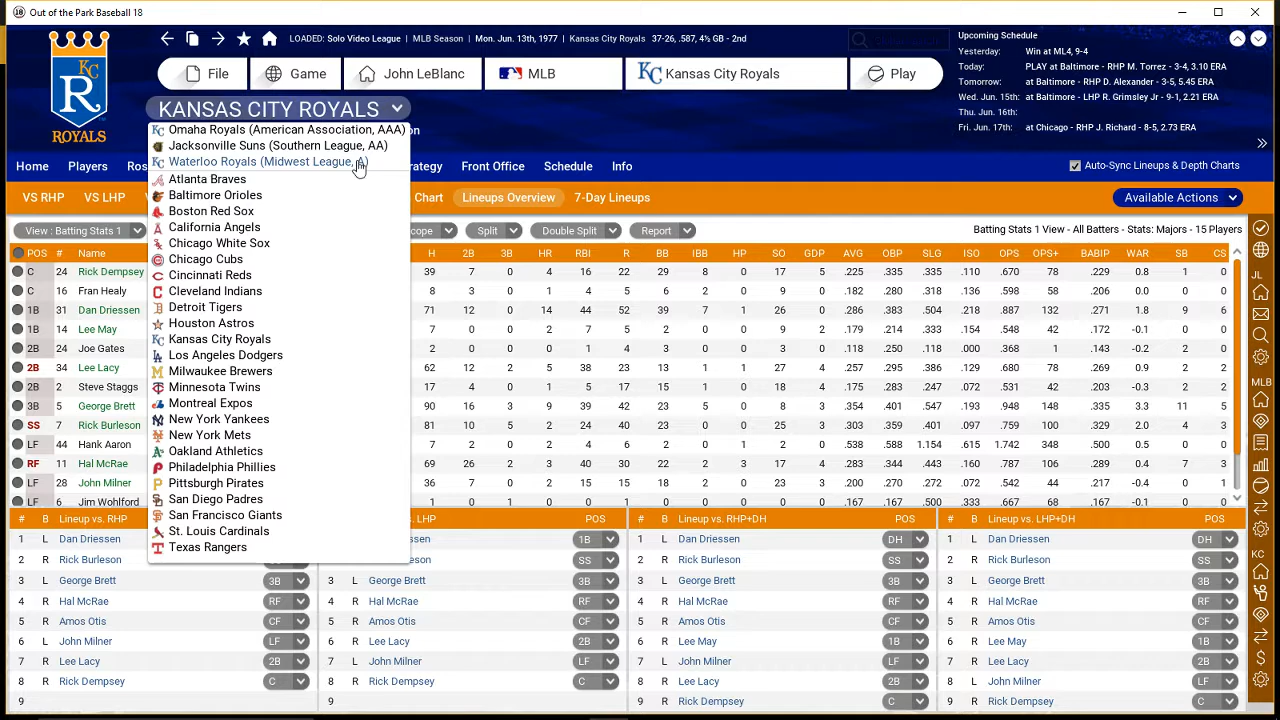 Out of the Park Baseball 18
LOADED: Solo Video League | MLB Season | Mon. Jun. 13th, 1977 | Kansas City Royals 37-26, .587, 4½ GB - 2nd
Upcoming Schedule
Yesterday: Win at ML4, 9-4
Today: PLAY at Baltimore - RHP M. Torrez - 3-4, 3.10 ERA
Tomorrow: at Baltimore - RHP D. Alexander - 3-5, 5.45 ERA
Wed. Jun. 15th: at Baltimore - LHP R. Grimsley Jr - 9-1, 2.21 ERA
Thu. Jun. 16th:
Fri. Jun. 17th: at Chicago - RHP J. Richard - 8-5, 2.73 ERA
KC R ROYALS
File Game John LeBlanc MLB Kansas City Royals Play
KANSAS CITY ROYALS
Omaha Royals (American Association, AAA)
Jacksonville Suns (Southern League, AA)
Waterloo Royals (Midwest League, A)
Atlanta Braves
Baltimore Orioles
Boston Red Sox
California Angels
Chicago White Sox
Chicago Cubs
Cincinnati Reds
Cleveland Indians
Detroit Tigers
Houston Astros
Kansas City Royals
Los Angeles Dodgers
Milwaukee Brewers
Minnesota Twins
Montreal Expos
New York Yankees
New York Mets
Oakland Athletics
Philadelphia Phillies
Pittsburgh Pirates
San Diego Padres
San Francisco Giants
St. Louis Cardinals
Texas Rangers
Home Players Ros rategy Front Office Schedule Info Auto-Sync Lineups & Depth Charts
VS RHP VS LHP Chart Lineups Overview 7-Day Lineups Available Actions
View : Batting Stats 1 cope Split Double Split Report Batting Stats 1 View - All Batters - Stats: Majors - 15 Players
POS # Name H 2B 3B HR RBI R BB IBB HP SO GDP AVG OBP SLG ISO OPS OPS+ BABIP WAR SB CS
C 24 Rick Dempsey 39 7 0 4 16 22 29 8 0 17 5 .225 .335 .335 .110 .670 78 .229 0.8 1 0
C 16 Fran Healy 8 3 0 1 4 5 6 2 0 9 2 .182 .280 .318 .136 .598 58 .206 0.0 0 0
1B 31 Dan Driessen 71 12 0 14 44 52 39 7 1 26 3 .286 .383 .504 .218 .887 132 .271 1.8 9 6
1B 14 Lee May 7 0 0 2 7 5 2 0 0 9 2 .179 .214 .333 .154 .548 42 .172 -0.1 0 0
2B 24 Joe Gates 2 0 0 0 1 4 3 0 0 2 0 .118 .250 .118 .000 .368 1 .143 -0.2 2 0
2B 34 Lee Lacy 62 12 2 5 38 23 13 1 1 27 4 .257 .295 .386 .129 .680 78 .269 0.9 2 2
2B 2 Steve Staggs 17 4 0 1 5 17 15 1 0 18 4 .175 .283 .247 .072 .531 42 .203 -0.4 2 2
3B 5 George Brett 90 16 3 9 39 42 23 5 0 8 3 .354 .401 .547 .193 .948 148 .335 3.3 11 5
SS 7 Rick Burleson 81 10 5 2 24 40 23 0 0 25 3 .303 .359 .401 .097 .759 100 .329 2.0 4 3
LF 44 Hank Aaron 7 2 0 2 4 6 2 0 0 1 0 .538 .588 1.154 .615 1.742 348 .500 0.5 0 0
RF 11 Hal McRae 69 26 2 3 40 30 22 2 3 17 4 .283 .344 .443 .160 .787 106 .289 0.4 7 3
LF 28 John Milner 36 7 0 2 15 15 18 2 0 22 3 .212 .286 .288 .076 .574 62 .233 -0.4 0 1
LF 6 Jim Wohlford 1 0 1 0 0 0 0 0 0 0 0 .167 .167 .500 .333 .667 68 .167 -0.1 0 0
# B Lineup vs. RHP . LHP POS # B Lineup vs. RHP+DH POS # B Lineup vs. LHP+DH POS
1 L Dan Driessen essen 1B 1 L Dan Driessen DH 1 L Dan Driessen DH
2 R Rick Burleson eson SS 2 R Rick Burleson SS 2 R Rick Burleson SS
3 L George Brett 3B 3 L George Brett 3B 3 L George Brett 3B 3 L George Brett 3B
4 R Hal McRae RF 4 R Hal McRae RF 4 R Hal McRae RF 4 R Hal McRae RF
5 R Amos Otis CF 5 R Amos Otis CF 5 R Amos Otis CF 5 R Amos Otis CF
6 L John Milner LF 6 R Lee Lacy 2B 6 R Lee May 1B 6 R Lee May 1B
7 R Lee Lacy 2B 7 L John Milner LF 7 L John Milner LF 7 R Lee Lacy 2B
8 R Rick Dempsey C 8 R Rick Dempsey C 8 R Lee Lacy 2B 8 L John Milner LF
9 9 9 R Rick Dempsey C 9 R Rick Dempsey C
JL
MLB
KC